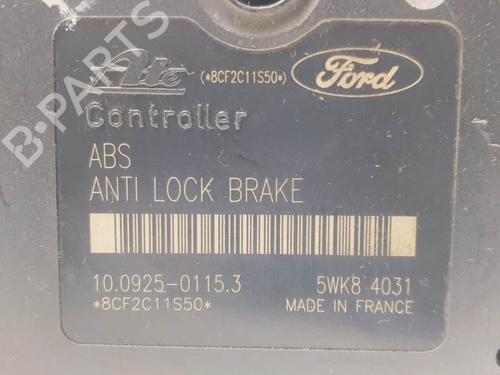 Ate (*8CF2C11S50*) Ford
Controller
ABS
ANTI LOCK BRAKE
10.0925-0115.3 5WK8 4031
*8CF2C11S50* MADE IN FRANCE
B-PARTS